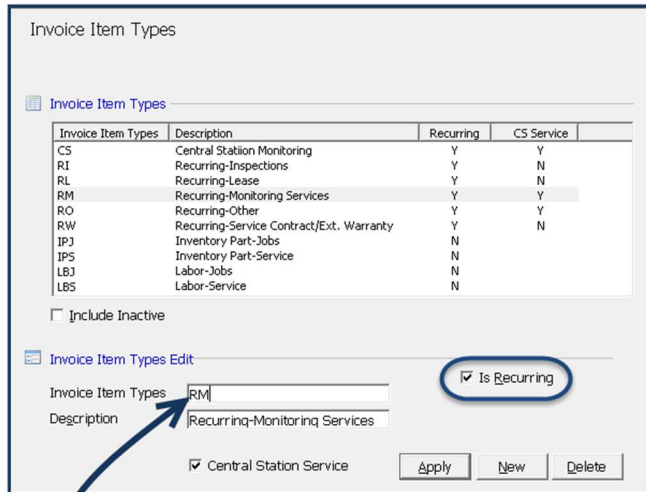 Invoice Item Types
Invoice Item Types
Invoice Item Types Description Recurring CS Service
CS Central Statiion Monitoring Y Y
RI Recurring-Inspections Y N
RL Recurring-Lease Y N
RM Recurring-Monitoring Services Y Y
RO Recurring-Other Y Y
RW Recurring-Service Contract/Ext. Warranty Y N
IPJ Inventory Part-Jobs N
IPS Inventory Part-Service N
LBJ Labor-Jobs N
LBS Labor-Service N
Include Inactive
Invoice Item Types Edit
Is Recurring
Invoice Item Types RM
Description Recurring-Monitoring Services
Central Station Service Apply New Delete